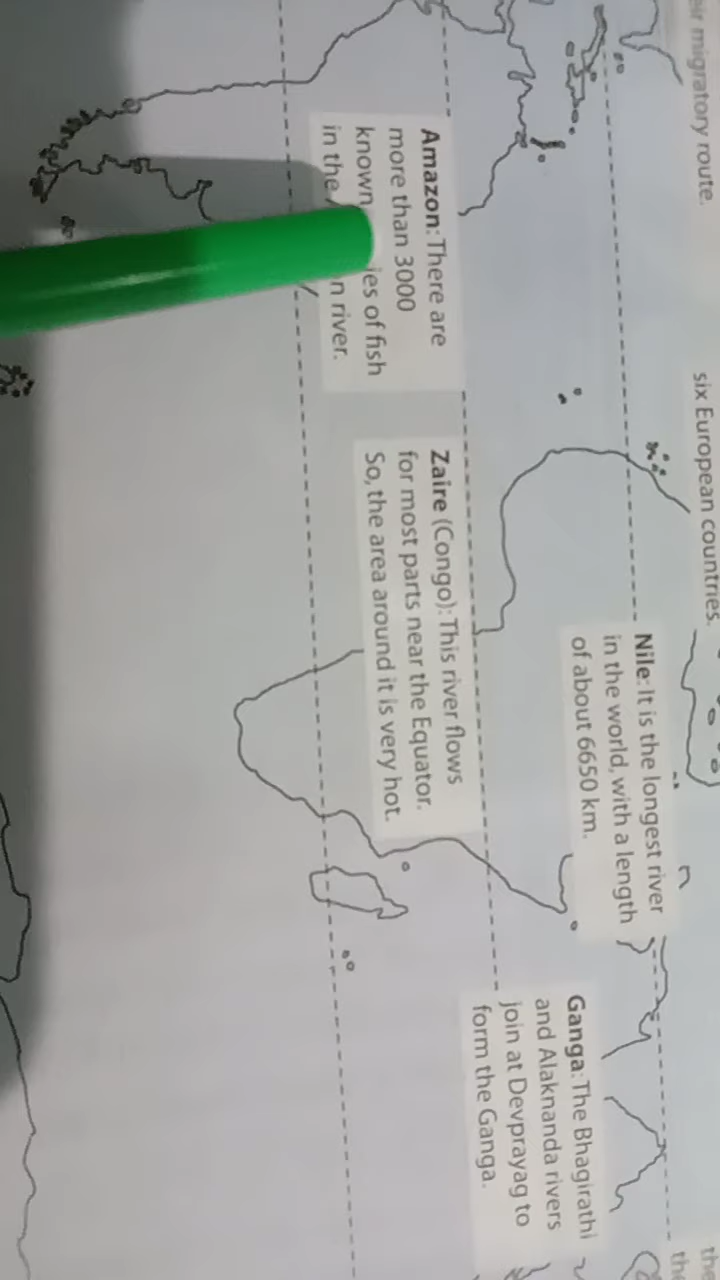 migratory route.
six European countries.
Amazon: There are
more than 3000
known of fish
in the river.
Zaire (Congo): This river flows
for most parts near the Equator.
So, the area around it is very hot.
Nile: It is the longest river
in the world, with a length
of about 6650 km.
Ganga: The Bhagirathi
and Alaknanda rivers
join at Devprayag to
form the Ganga.